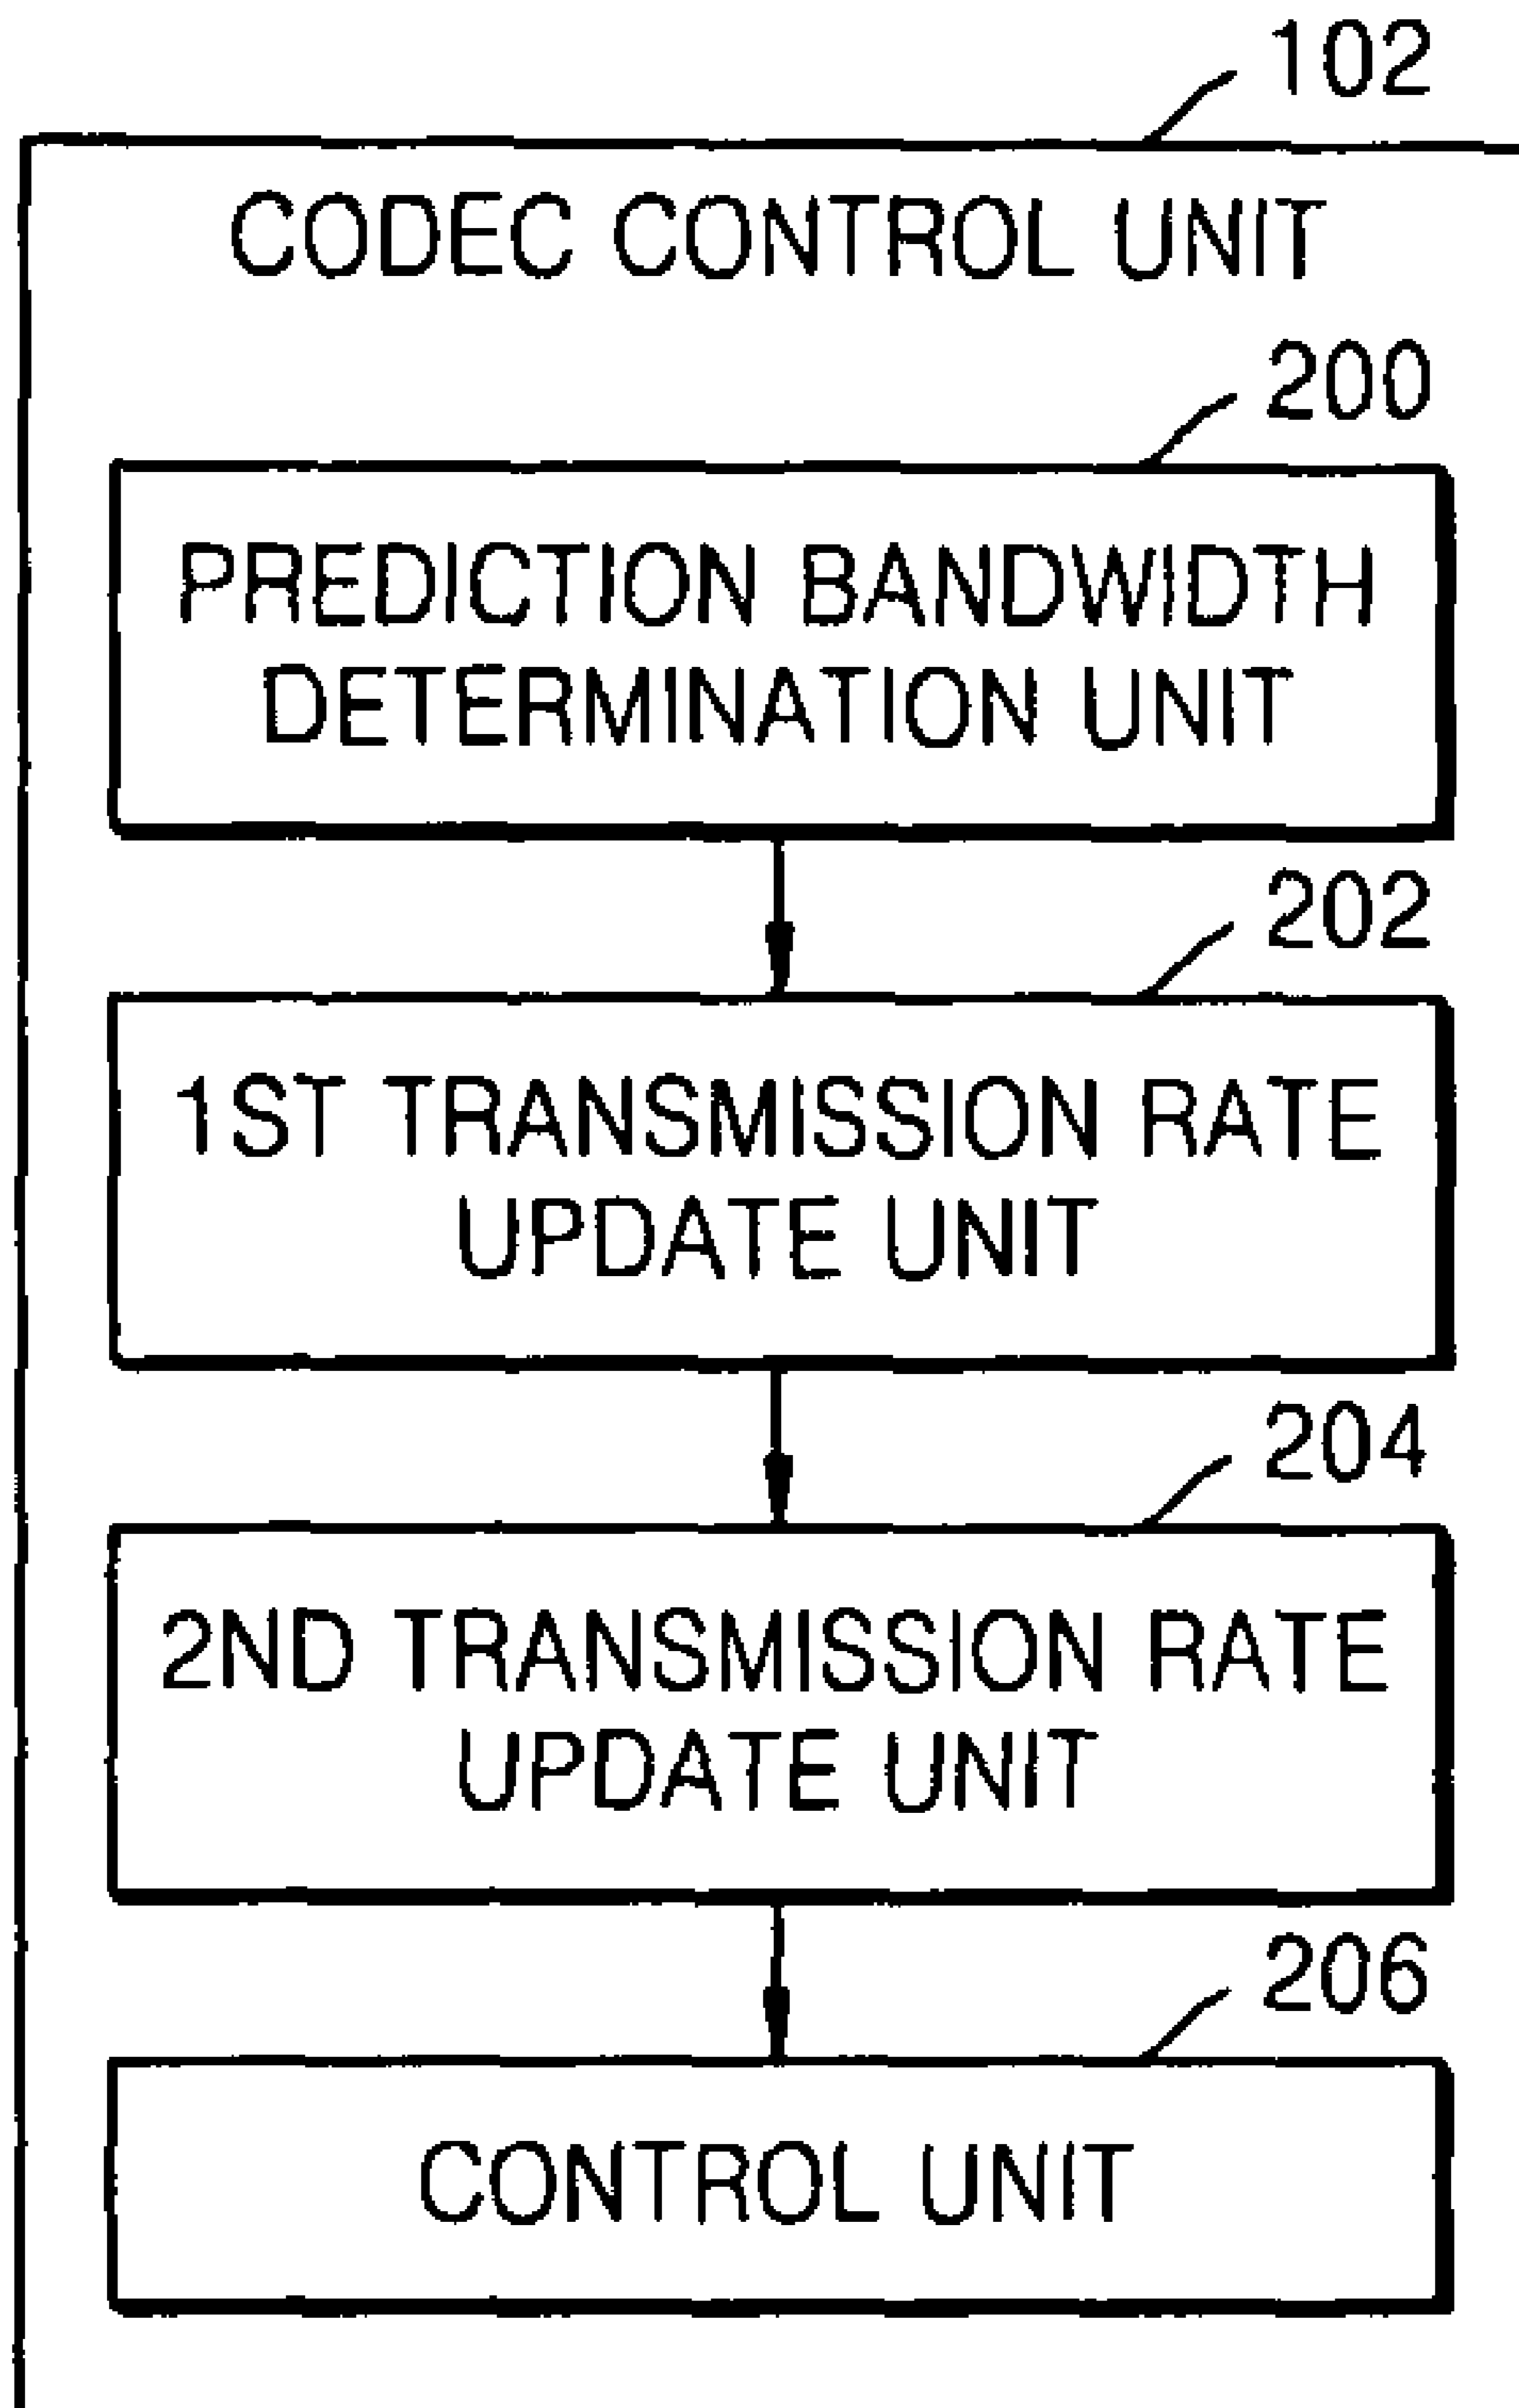 102
CODEC CONTROL UNIT
200
PREDICTION BANDWIDTH
DETERMINATION UNIT
202
1ST TRANSMISSION RATE
UPDATE UNIT
204
2ND TRANSMISSION RATE
UPDATE UNIT
206
CONTROL UNIT